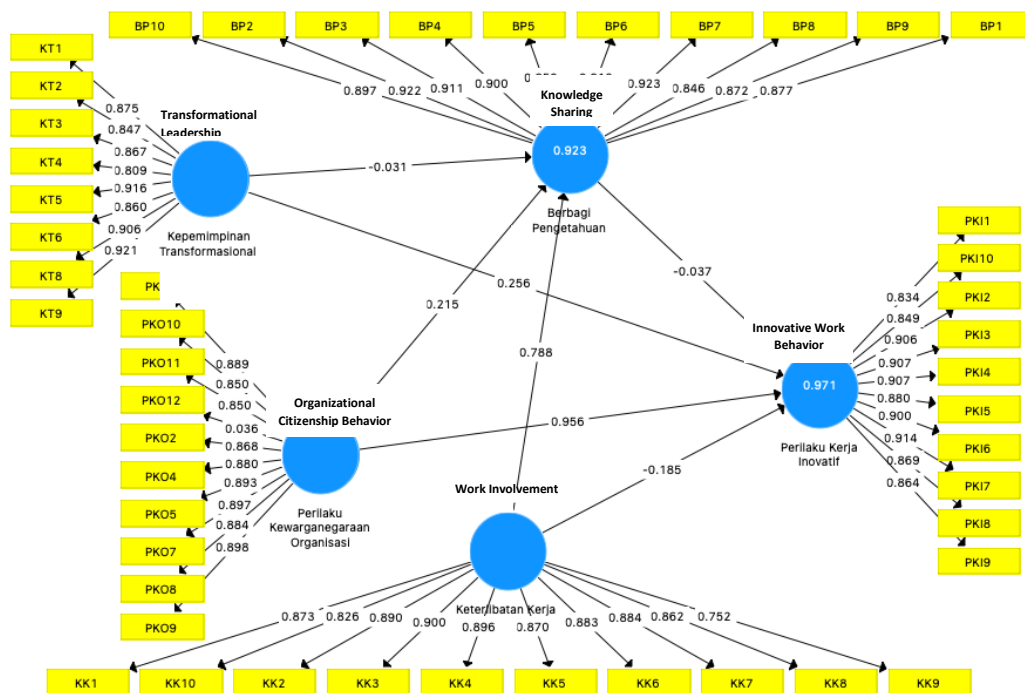 BP10 BP2 BP3 BP4 BP5 BP6 BP7 BP8 BP9 BP1
KT1
KT2
KT3
KT4
KT5
KT6
KT8
KT9
0.875
0.847
0.867
0.809
0.916
0.860
0.906
0.921
Transformational
Leadership
Kepemimpinan
Transformasional
0.897 0.922 0.911 0.900 0.923 0.846 0.872 0.877
Knowledge
Sharing
0.923
Berbagi
Pengetahuan
-0.031
0.256
0.215
0.788
-0.037
0.956
-0.185
PK
PKO10
PKO11
PKO12
PKO2
PKO4
PKO5
PKO7
PKO8
PKO9
0.889
0.850
0.850
0.036
0.868
0.880
0.893
0.897
0.884
0.898
Organizational
Citizenship Behavior
Perilaku
Kewarganegaraan
Organisasi
Innovative Work
Behavior
0.971
Perilaku Kerja
Inovatif
0.834
0.849
0.906
0.907
0.907
0.880
0.900
0.914
0.869
0.864
PKI1
PKI10
PKI2
PKI3
PKI4
PKI5
PKI6
PKI7
PKI8
PKI9
Work Involvement
Keterlibatan Kerja
0.873 0.826 0.890 0.900 0.896 0.870 0.883 0.884 0.862 0.752
KK1 KK10 KK2 KK3 KK4 KK5 KK6 KK7 KK8 KK9